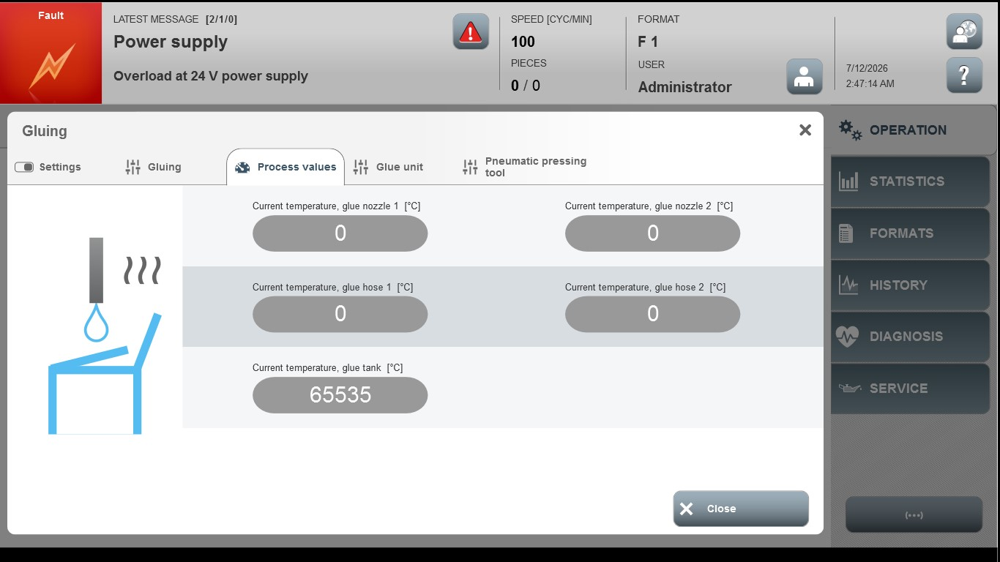 Fault
LATEST MESSAGE [2/1/0]
Power supply
Overload at 24 V power supply
SPEED [CYC/MIN]
100
PIECES
0 / 0
FORMAT
F 1
USER
Administrator
7/12/2026
2:47:14 AM
?
Gluing
Settings
Gluing
Process values
Glue unit
Pneumatic pressing
tool
Current temperature, glue nozzle 1 [°C]
0
Current temperature, glue nozzle 2 [°C]
0
Current temperature, glue hose 1 [°C]
0
Current temperature, glue hose 2 [°C]
0
Current temperature, glue tank [°C]
65535
Close
OPERATION
STATISTICS
FORMATS
HISTORY
DIAGNOSIS
SERVICE
(•••)